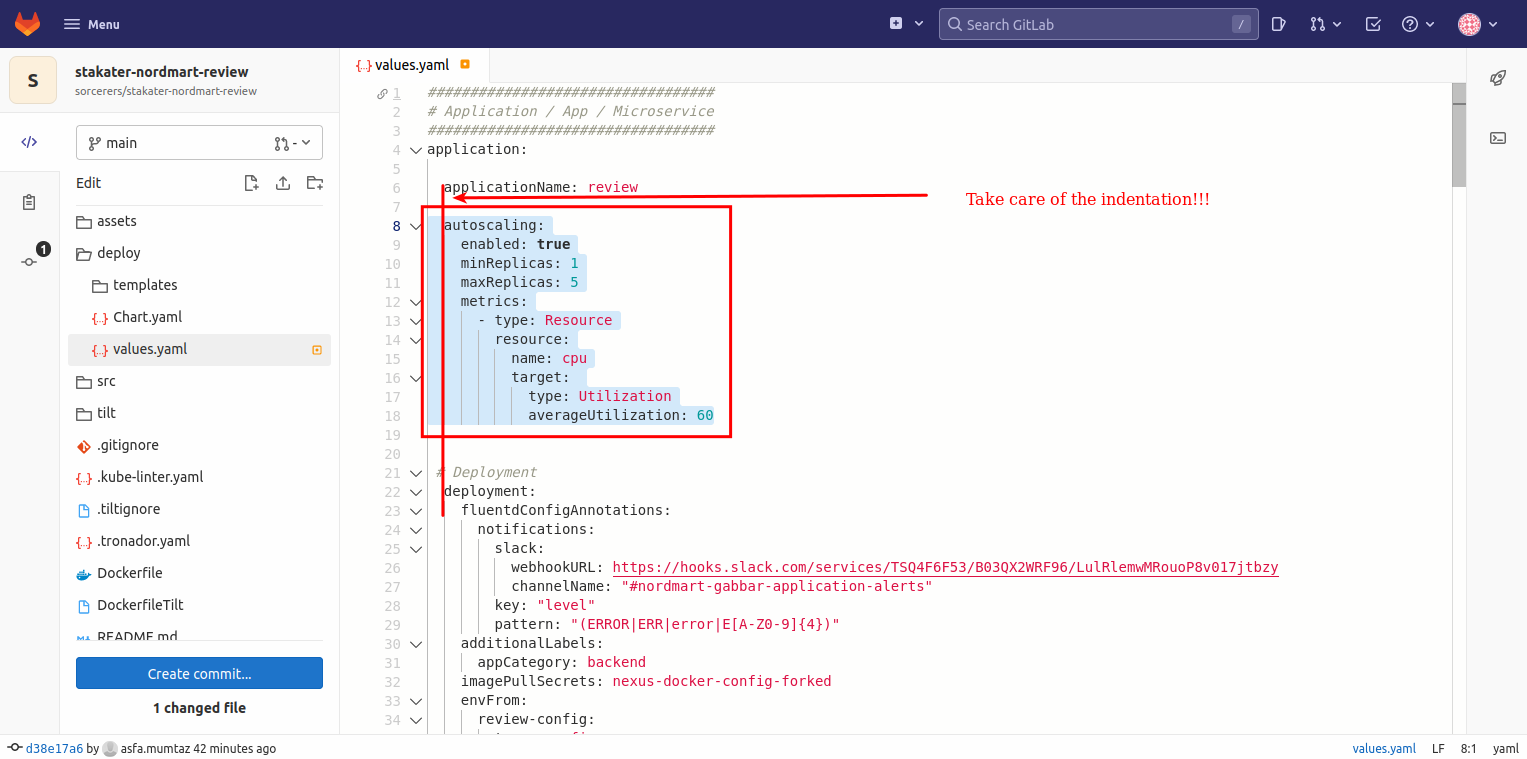 Menu
Search GitLab
/
S
stakater-nordmart-review
sorcerers/stakater-nordmart-review
main
-
Edit
assets
deploy
templates
{..} Chart.yaml
{..} values.yaml
src
tilt
.gitignore
{..} .kube-linter.yaml
.tiltignore
{..} .tronador.yaml
Dockerfile
DockerfileTilt
README.md
Create commit...
1 changed file
1
{..} values.yaml
1 ##################################
2 # Application / App / Microservice
3 ##################################
4 application:
5
6 applicationName: review
7
8 autoscaling:
9 enabled: true
10 minReplicas: 1
11 maxReplicas: 5
12 metrics:
13 - type: Resource
14 resource:
15 name: cpu
16 target:
17 type: Utilization
18 averageUtilization: 60
19
20
21 # Deployment
22 deployment:
23 fluentdConfigAnnotations:
24 notifications:
25 slack:
26 webhookURL: https://hooks.slack.com/services/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
27 channelName: "#nordmart-gabbar-application-alerts"
28 key: "level"
29 pattern: "(ERROR|ERR|error|E[A-Z0-9]{4})"
30 additionalLabels:
31 appCategory: backend
32 imagePullSecrets: nexus-docker-config-forked
33 envFrom:
34 review-config:
Take care of the indentation!!!
d38e17a6 by asfa.mumtaz 42 minutes ago
values.yaml LF 8:1 yaml